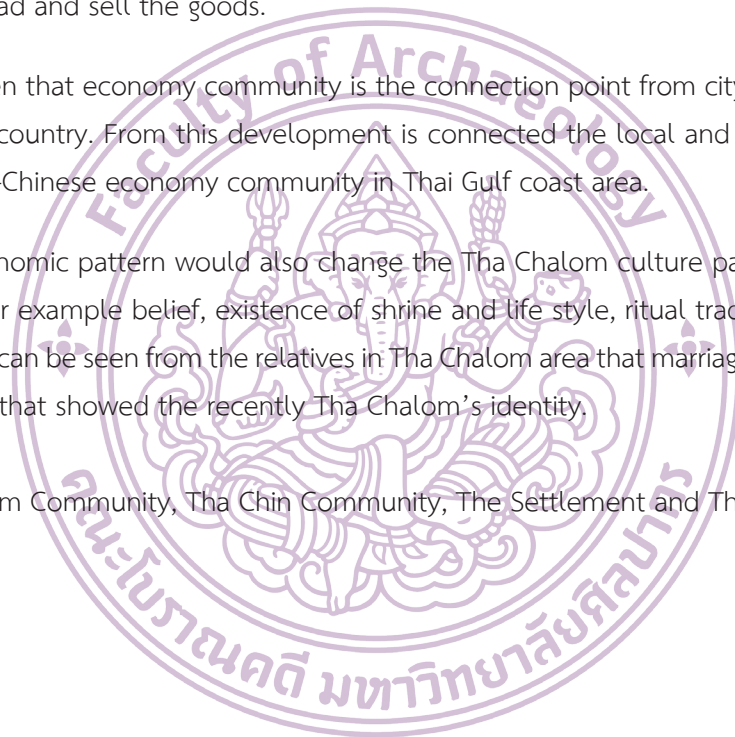 ad and sell the goods.
en that economy community is the connection point from city
country. From this development is connected the local and
-Chinese economy community in Thai Gulf coast area.
nomic pattern would also change the Tha Chalom culture pa
r example belief, existence of shrine and life style, ritual trad
can be seen from the relatives in Tha Chalom area that marriag
that showed the recently Tha Chalom’s identity.
m Community, Tha Chin Community, The Settlement and Th
Faculty of Archaeology
คณะโบราณคดี มหาวิทยาลัยศิลปากร